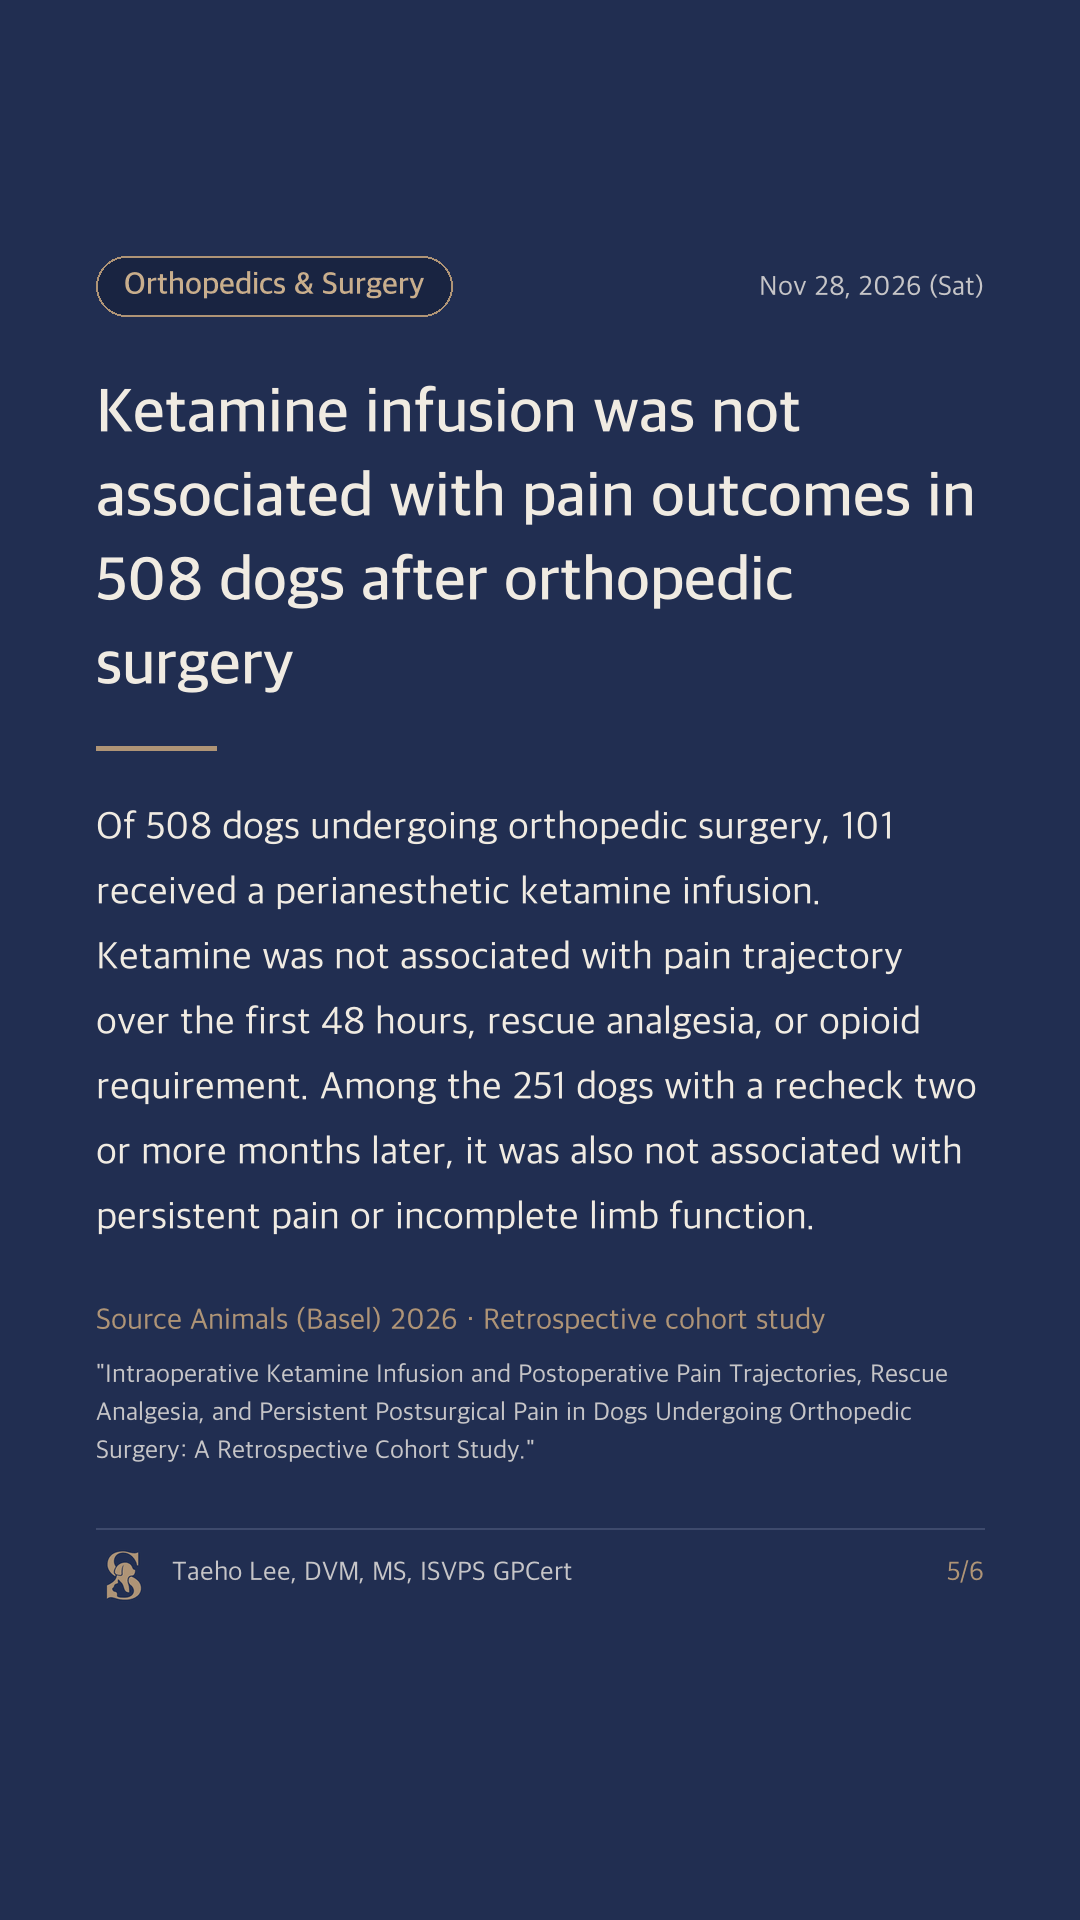 Orthopedics & Surgery
Nov 28, 2026 (Sat)
Ketamine infusion was not
associated with pain outcomes in
508 dogs after orthopedic
surgery
Of 508 dogs undergoing orthopedic surgery, 101
received a perianesthetic ketamine infusion.
Ketamine was not associated with pain trajectory
over the first 48 hours, rescue analgesia, or opioid
requirement. Among the 251 dogs with a recheck two
or more months later, it was also not associated with
persistent pain or incomplete limb function.
Source Animals (Basel) 2026 · Retrospective cohort study
"Intraoperative Ketamine Infusion and Postoperative Pain Trajectories, Rescue
Analgesia, and Persistent Postsurgical Pain in Dogs Undergoing Orthopedic
Surgery: A Retrospective Cohort Study."
Taeho Lee, DVM, MS, ISVPS GPCert
5/6